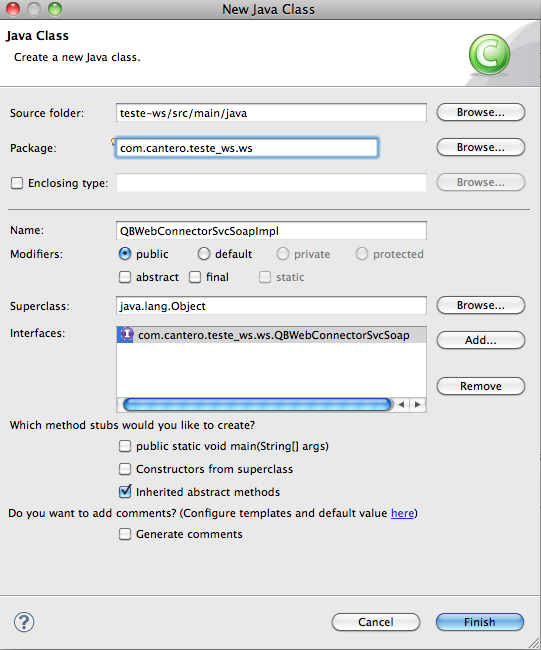 New Java Class
Java Class
Create a new Java class.
C
Source folder: teste-ws/src/main/java Browse...
Package: com.cantero.teste_ws.ws Browse...
Enclosing type: Browse...
Name: QBWebConnectorSvcSoapImpl
Modifiers: public default private protected
abstract final static
Superclass: java.lang.Object Browse...
Interfaces: I com.cantero.teste_ws.ws.QBWebConnectorSvcSoap Add...
Remove
Which method stubs would you like to create?
public static void main(String[] args)
Constructors from superclass
Inherited abstract methods
Do you want to add comments? (Configure templates and default value here)
Generate comments
? Cancel Finish